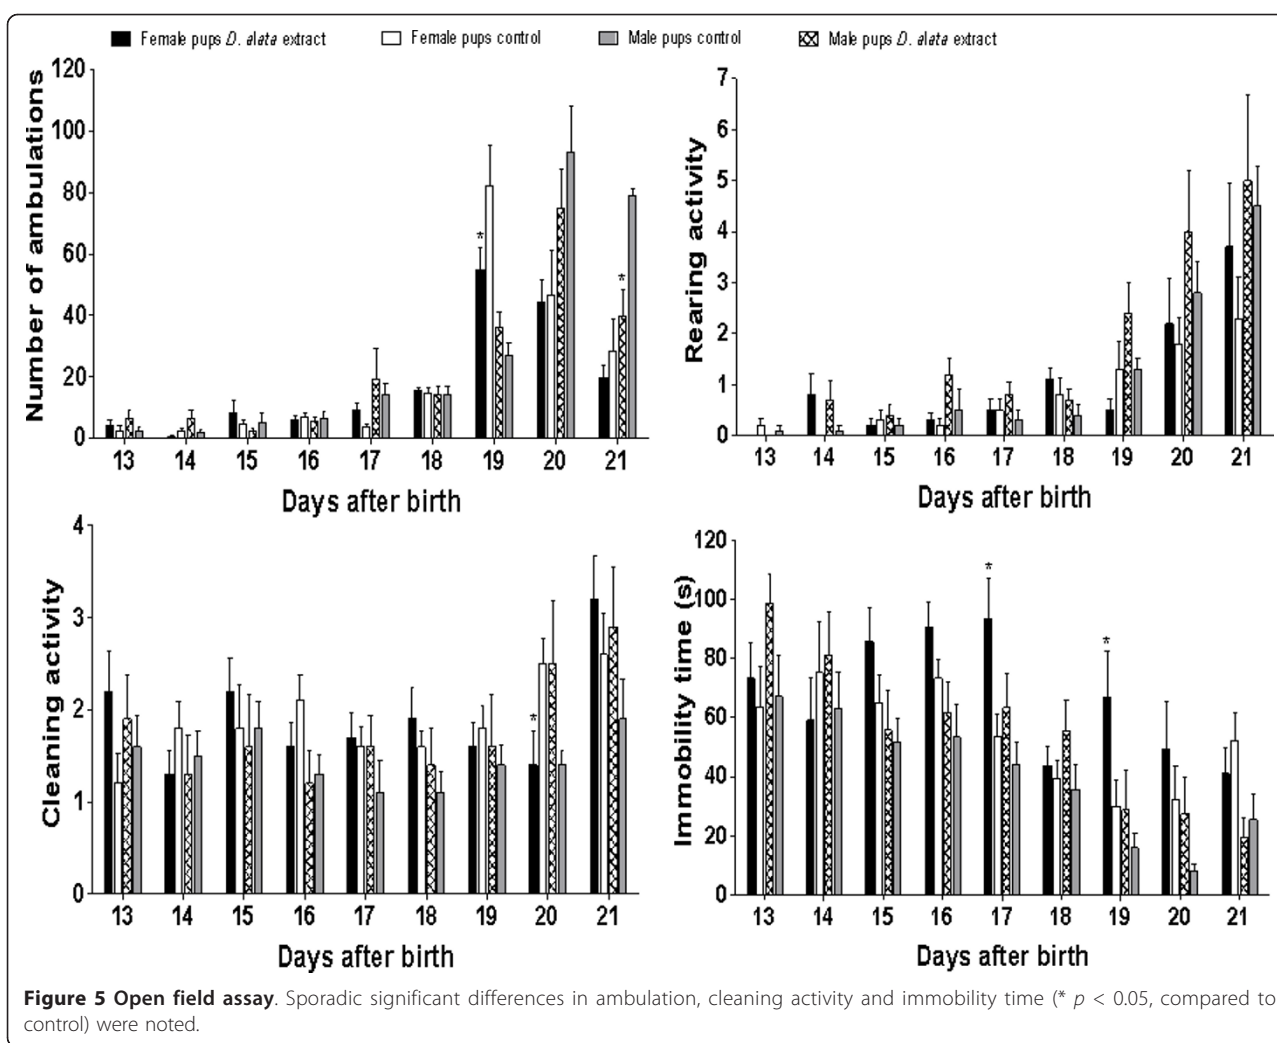 Female pups D. alata extract Female pups control Male pups control Male pups D. alata extract
Number of ambulations
120
100
80
60
40
20
0
*
*
13 14 15 16 17 18 19 20 21
Days after birth
Rearing activity
7
6
5
4
3
2
1
0
13 14 15 16 17 18 19 20 21
Days after birth
Cleaning activity
4
3
2
1
0
*
13 14 15 16 17 18 19 20 21
Days after birth
Immobility time (s)
120
100
80
60
40
20
0
*
*
13 14 15 16 17 18 19 20 21
Days after birth
Figure 5 Open field assay. Sporadic significant differences in ambulation, cleaning activity and immobility time (* p < 0.05, compared to
control) were noted.